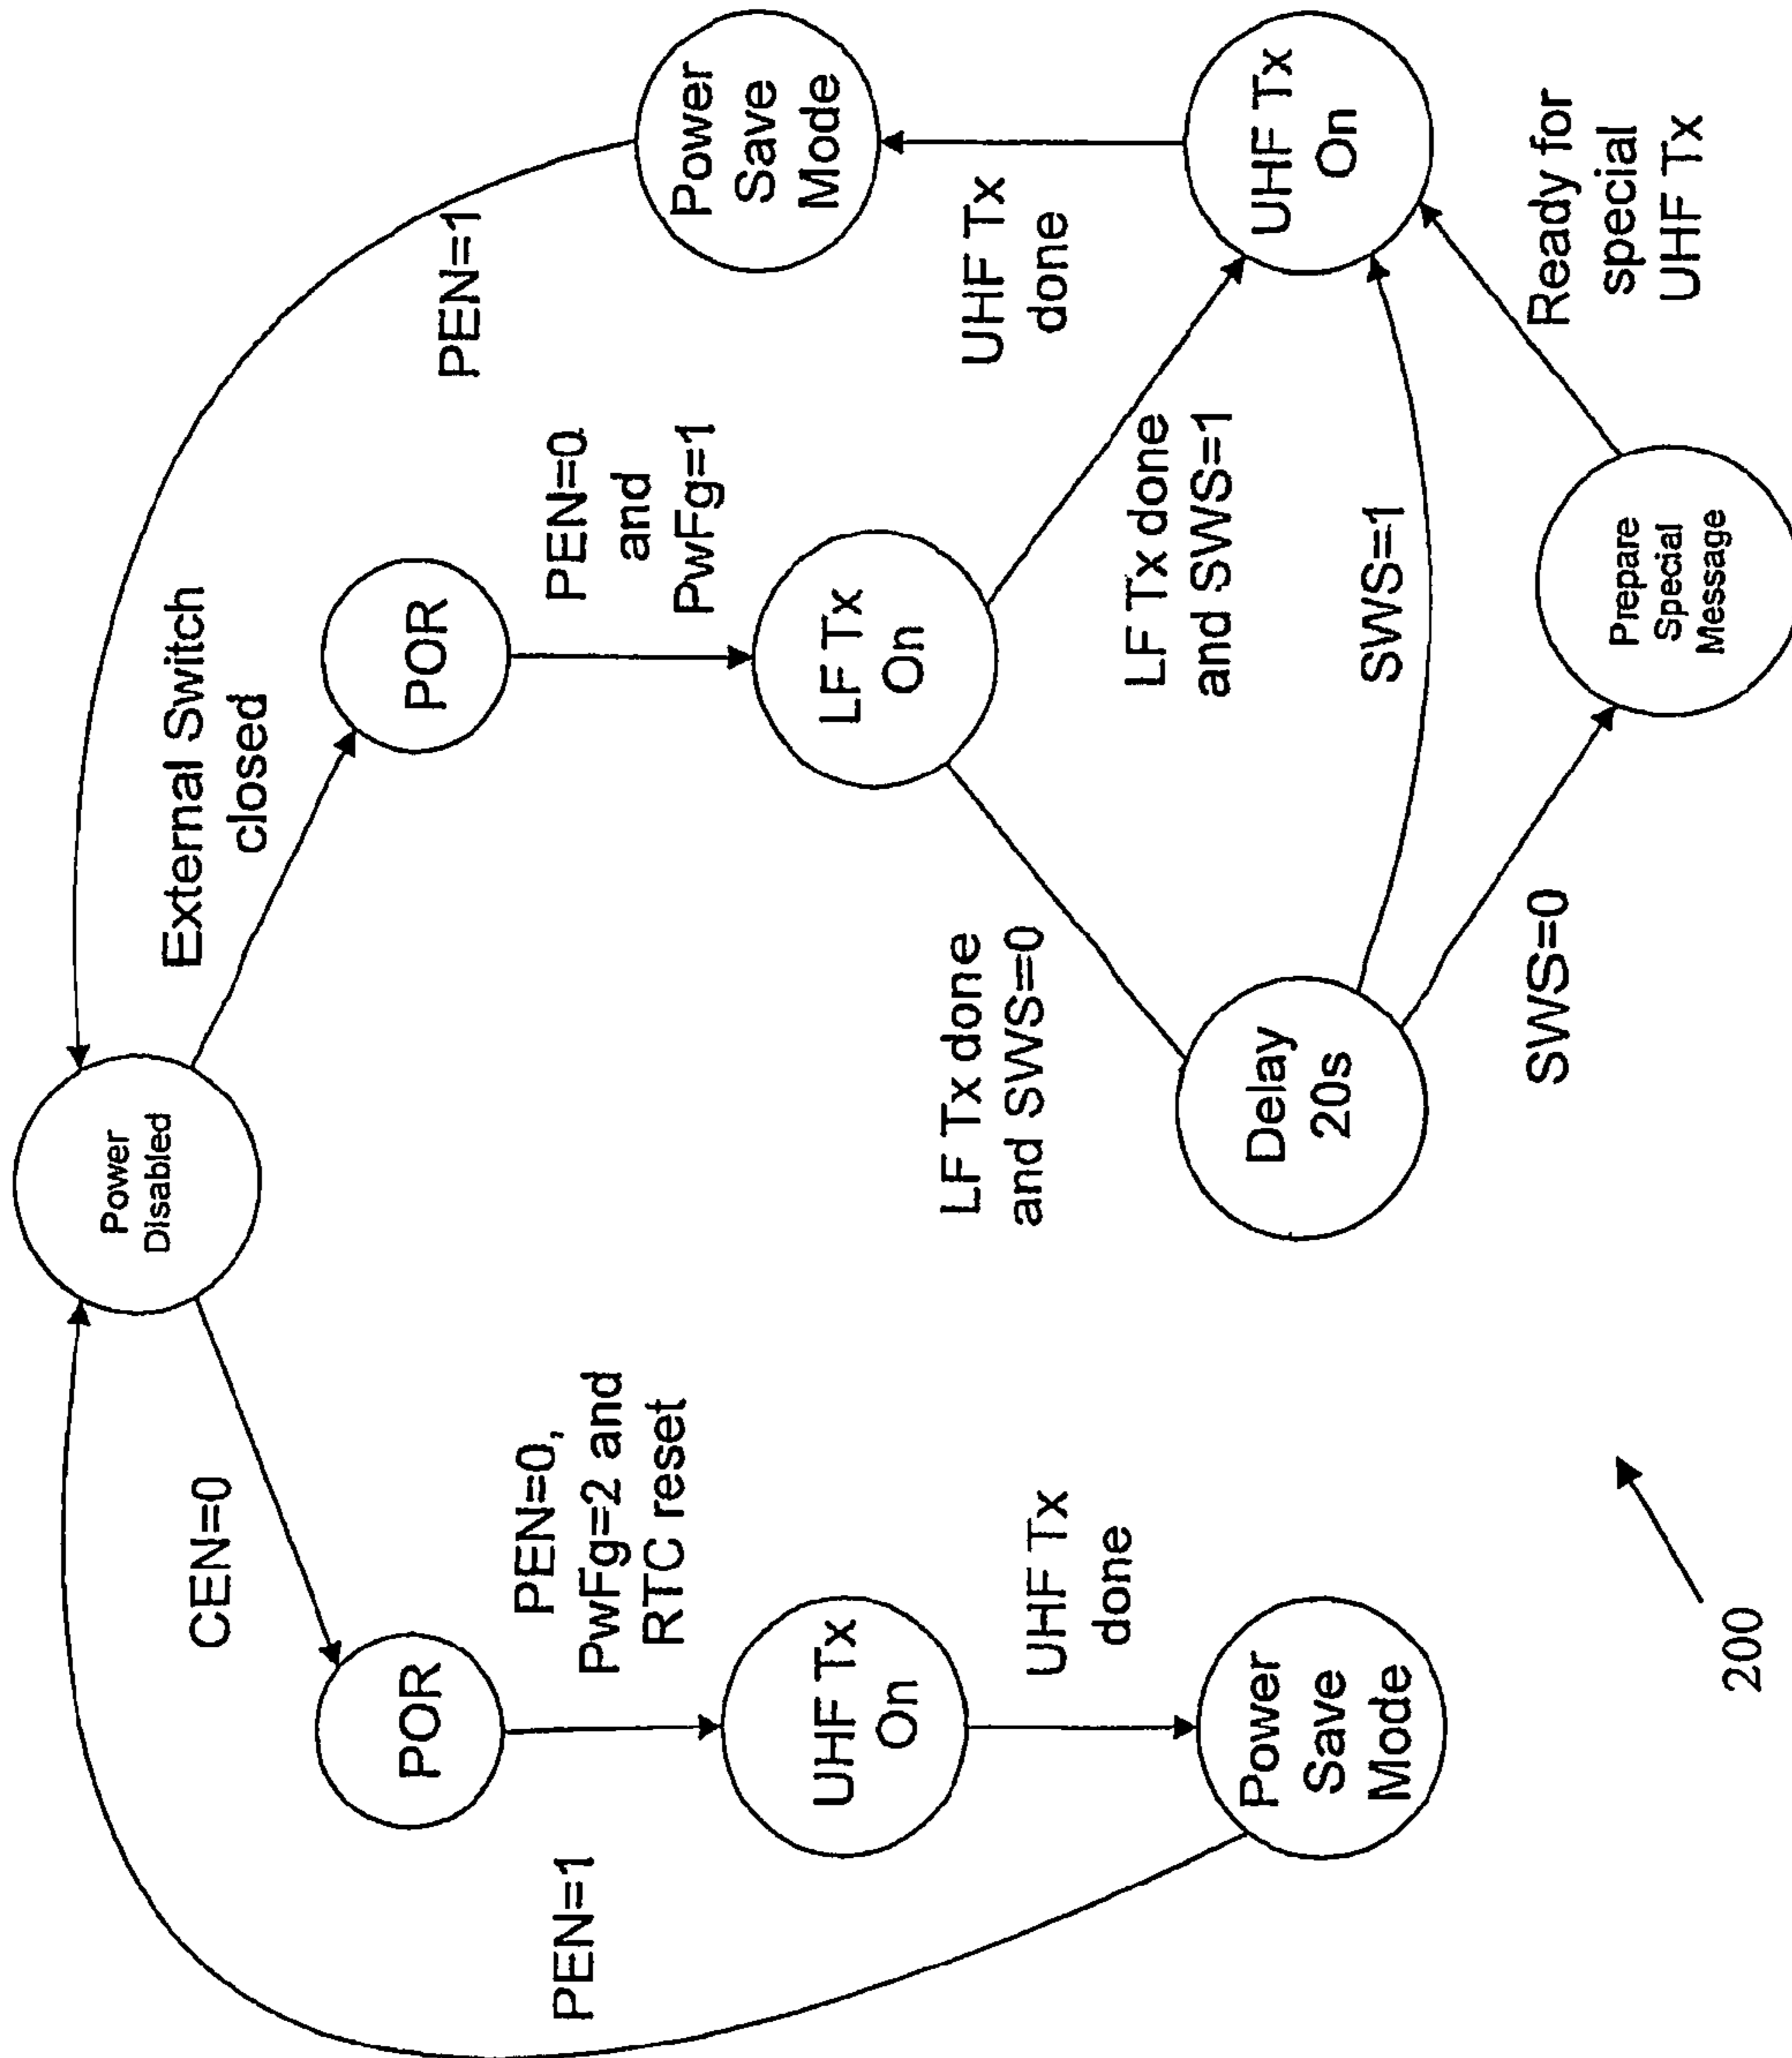 Power
Disabled
CEN=0
POR
PEN=0,
PwFg=2 and
RTC reset
UHF Tx
On
UHF Tx
done
Power
Save
Mode
PEN=1
External Switch
closed
POR
PEN=0
and
PwFg=1
LF Tx
On
LF Tx done
and SWS=0
Delay
20s
SWS=0
Prepare
Special
Message
SWS=1
LF Tx done
and SWS=1
Ready for
special
UHF Tx
UHF Tx
On
UHF Tx
done
Power
Save
Mode
PEN=1
200